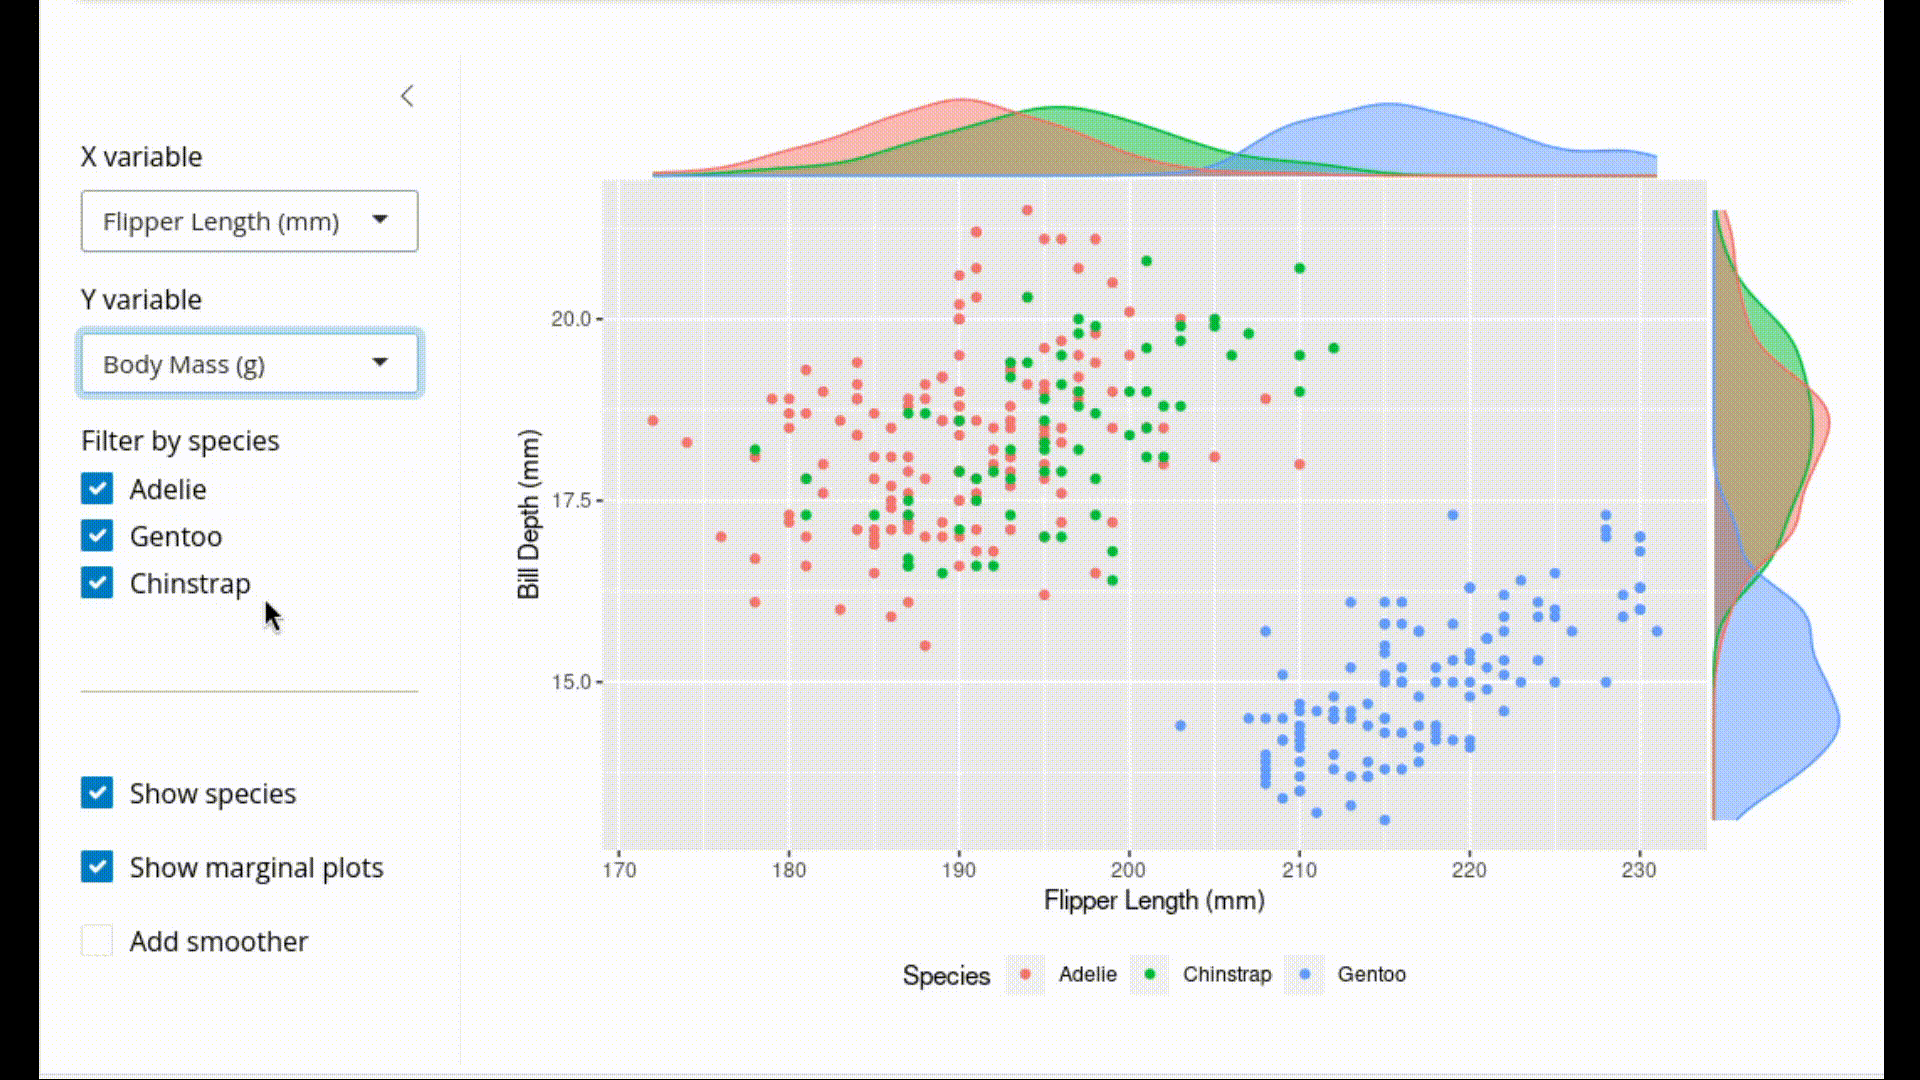 X variable
Flipper Length (mm)
Y variable
Body Mass (g)
Filter by species
Adelie
Gentoo
Chinstrap
Show species
Show marginal plots
Add smoother
Bill Depth (mm)
20.0
17.5
15.0
170 180 190 200 210 220 230
Flipper Length (mm)
Species Adelie Chinstrap Gentoo